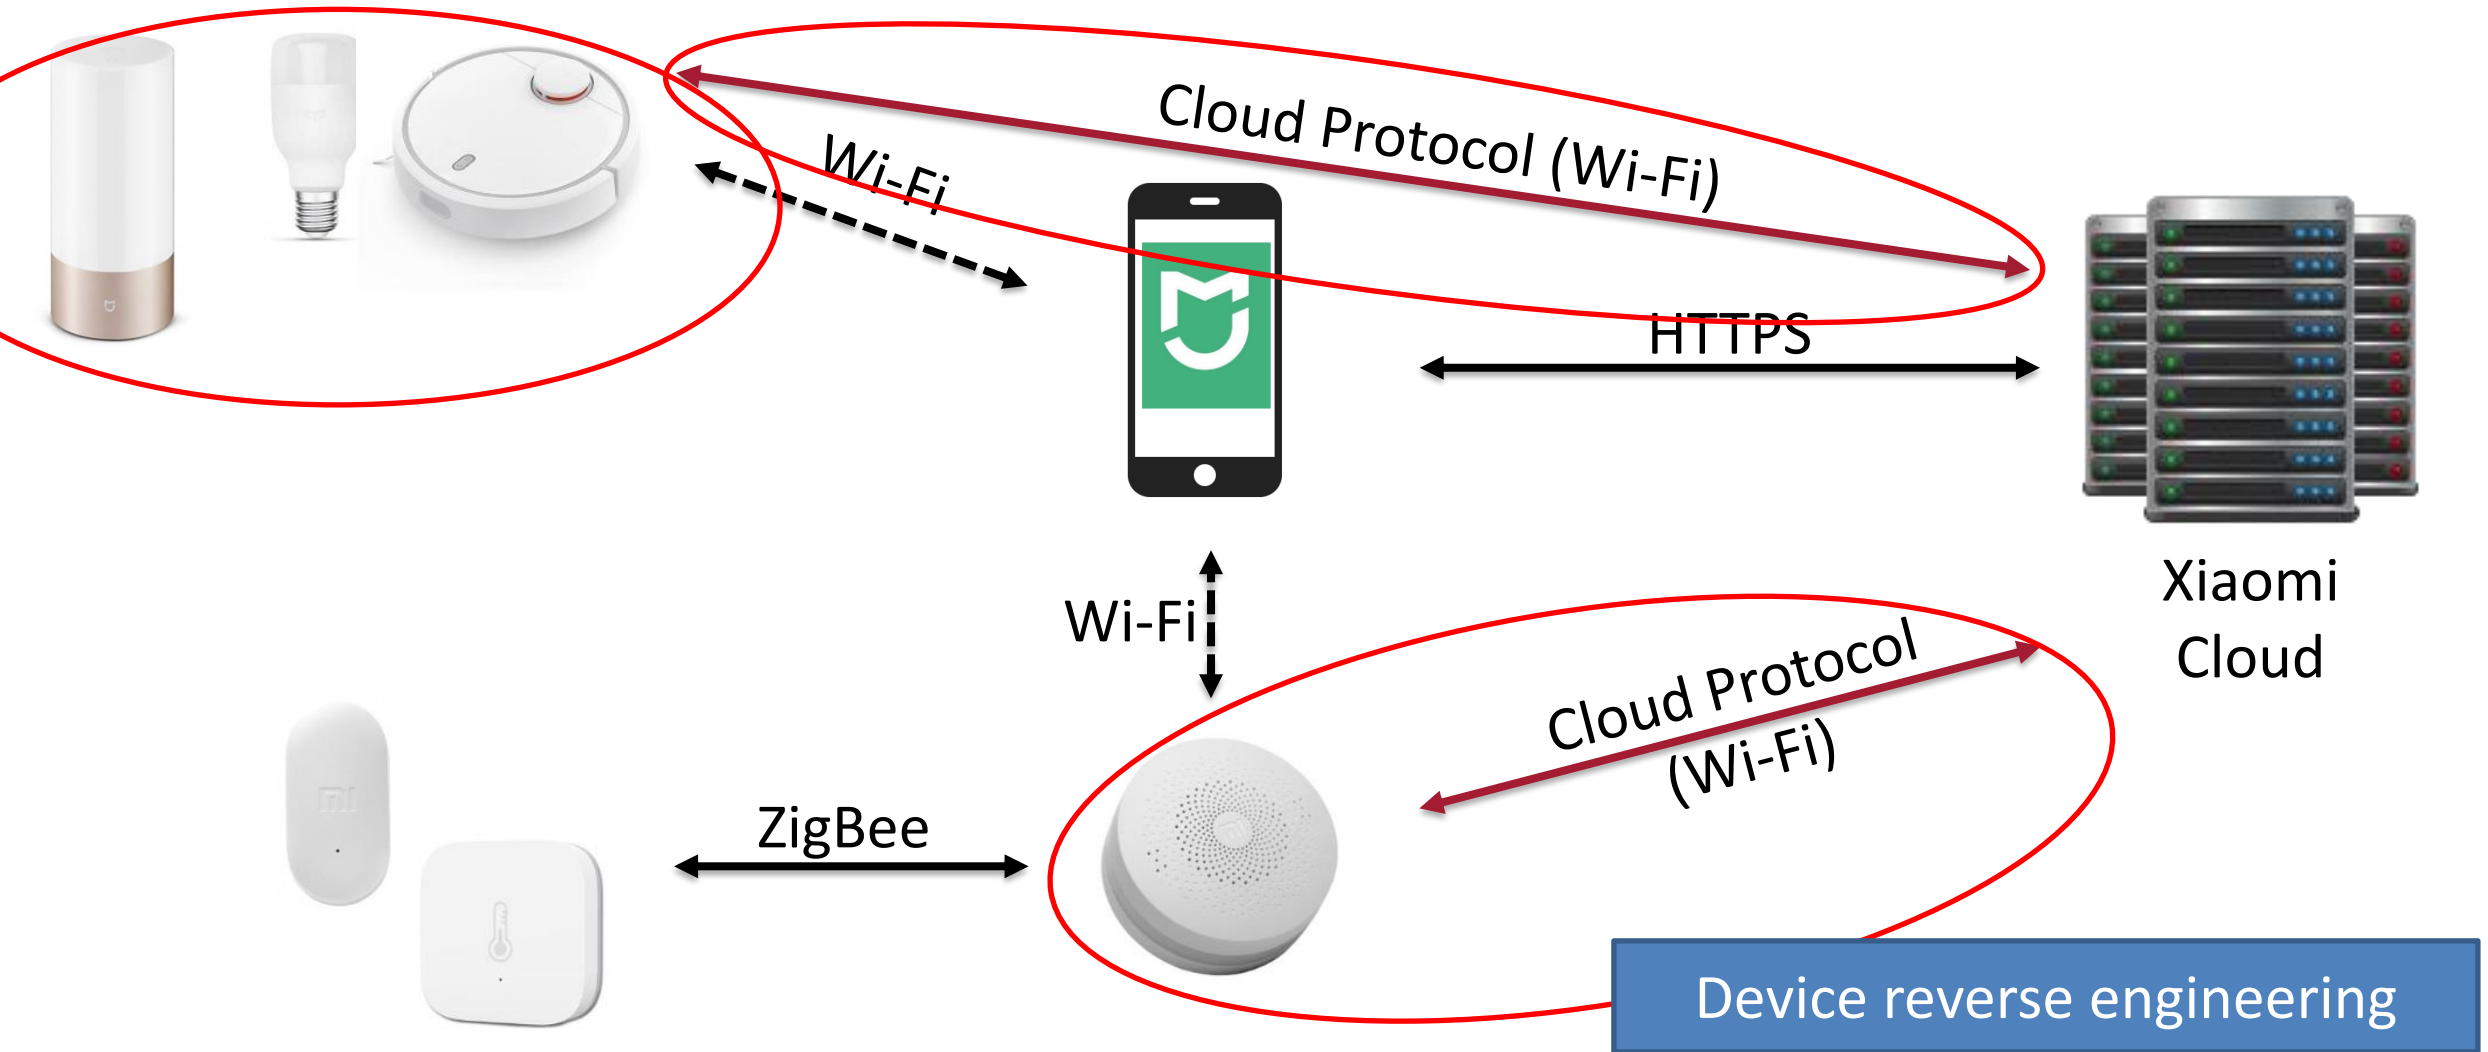 Cloud Protocol (Wi-Fi)
Wi-Fi
HTTPS
Xiaomi
Cloud
Wi-Fi
Cloud Protocol
(Wi-Fi)
ZigBee
mi
Device reverse engineering